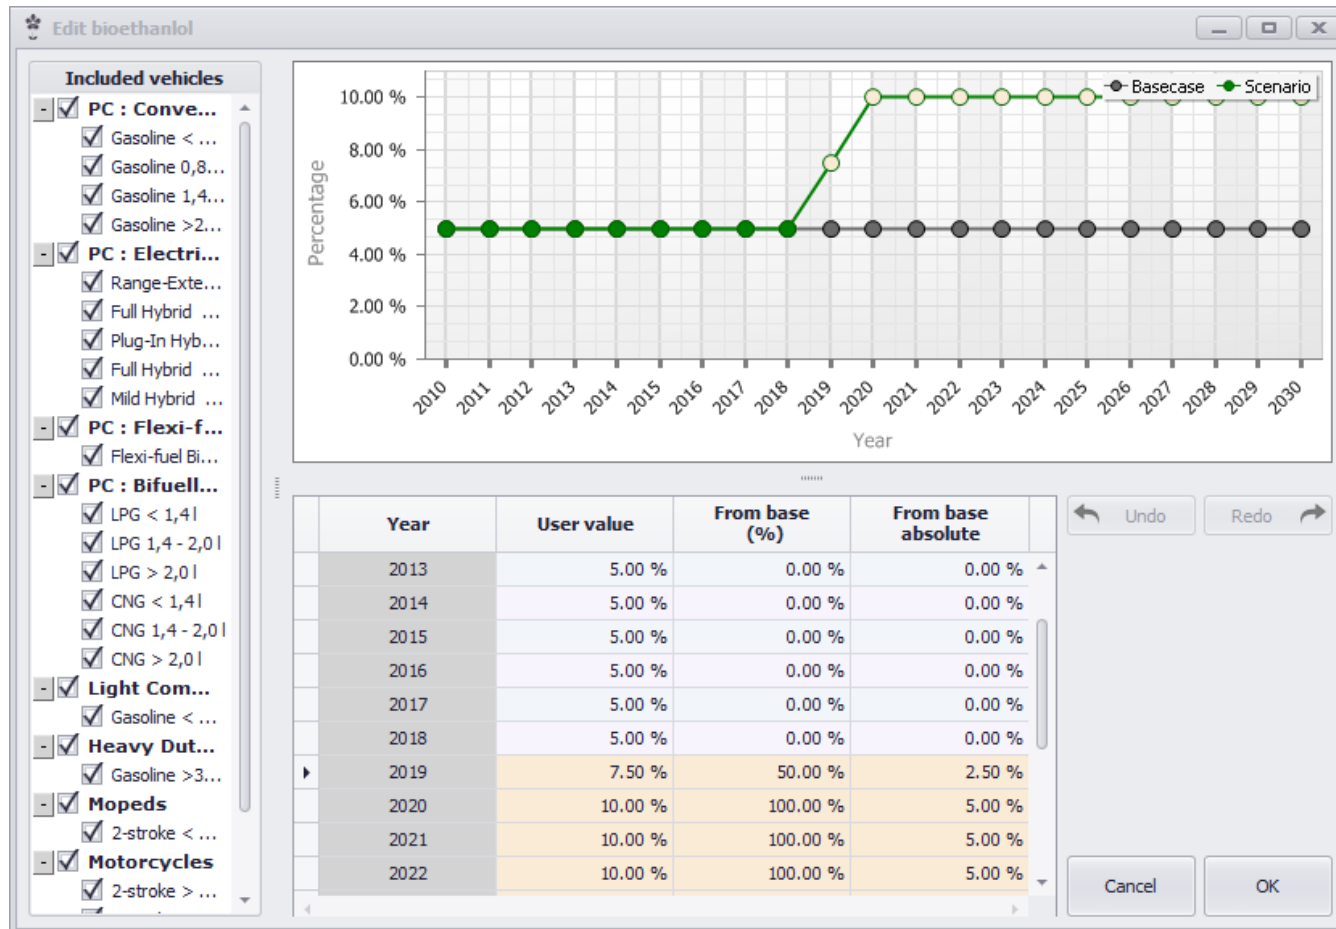 Edit bioethanlol
Included vehicles
PC : Conve...
Gasoline < ...
Gasoline 0,8...
Gasoline 1,4...
Gasoline >2...
PC : Electri...
Range-Exte...
Full Hybrid ...
Plug-In Hyb...
Full Hybrid ...
Mild Hybrid ...
PC : Flexi-f...
Flexi-fuel Bi...
PC : Bifuell...
LPG < 1,4 l
LPG 1,4 - 2,0 l
LPG > 2,0 l
CNG < 1,4 l
CNG 1,4 - 2,0 l
CNG > 2,0 l
Light Com...
Gasoline < ...
Heavy Dut...
Gasoline >3...
Mopeds
2-stroke < ...
Motorcycles
2-stroke > ...
Basecase Scenario
Percentage
10.00 %
8.00 %
6.00 %
4.00 %
2.00 %
0.00 %
2010 2011 2012 2013 2014 2015 2016 2017 2018 2019 2020 2021 2022 2023 2024 2025 2026 2027 2028 2029 2030
Year
Year User value From base (%) From base absolute
2013 5.00 % 0.00 % 0.00 %
2014 5.00 % 0.00 % 0.00 %
2015 5.00 % 0.00 % 0.00 %
2016 5.00 % 0.00 % 0.00 %
2017 5.00 % 0.00 % 0.00 %
2018 5.00 % 0.00 % 0.00 %
2019 7.50 % 50.00 % 2.50 %
2020 10.00 % 100.00 % 5.00 %
2021 10.00 % 100.00 % 5.00 %
2022 10.00 % 100.00 % 5.00 %
Undo Redo
Cancel OK